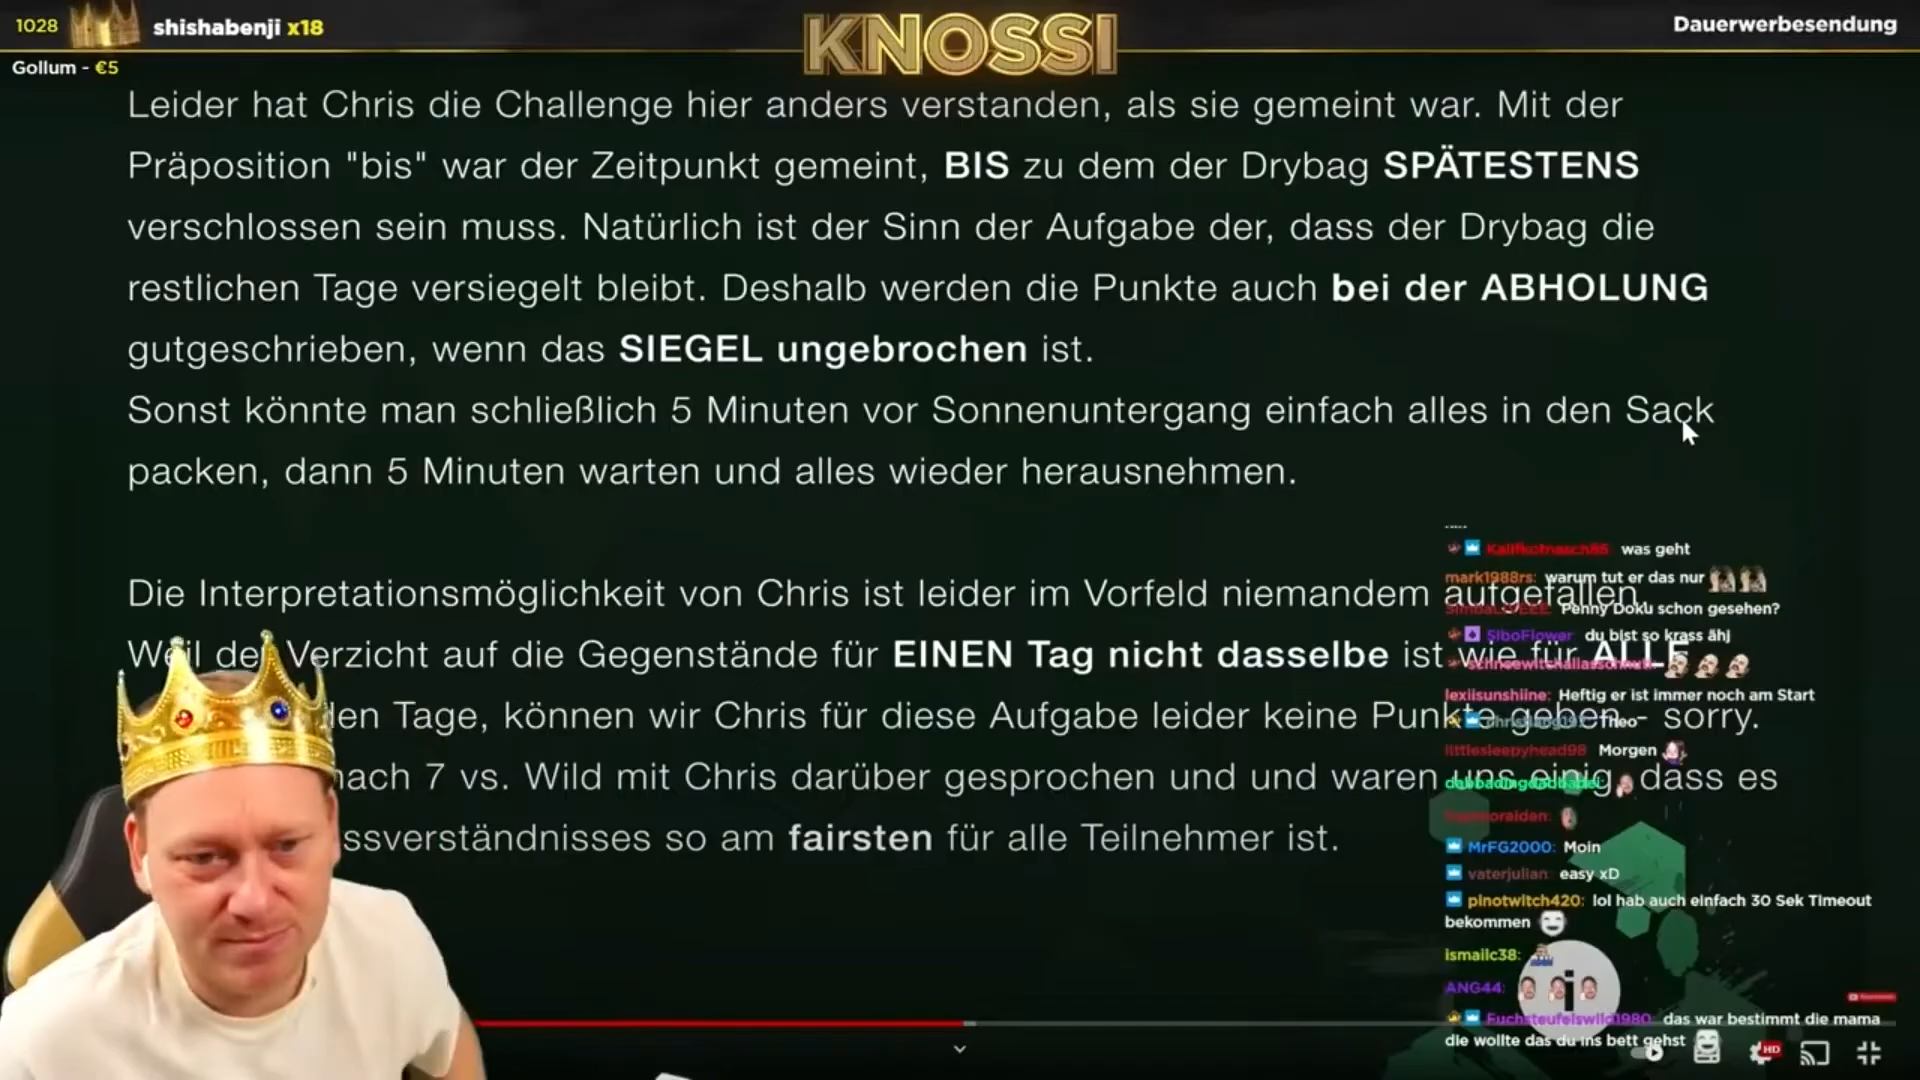 1028 shishabenji x18
KNOSSI
Dauerwerbesendung
Gollum - €5
Leider hat Chris die Challenge hier anders verstanden, als sie gemeint war. Mit der
Präposition "bis" war der Zeitpunkt gemeint, BIS zu dem der Drybag SPÄTESTENS
verschlossen sein muss. Natürlich ist der Sinn der Aufgabe der, dass der Drybag die
restlichen Tage versiegelt bleibt. Deshalb werden die Punkte auch bei der ABHOLUNG
gutgeschrieben, wenn das SIEGEL ungebrochen ist.
Sonst könnte man schließlich 5 Minuten vor Sonnenuntergang einfach alles in den Sack
packen, dann 5 Minuten warten und alles wieder herausnehmen.
Die Interpretationsmöglichkeit von Chris ist leider im Vorfeld niemandem aufgefallen.
Weil der Verzicht auf die Gegenstände für EINEN Tag nicht dasselbe ist wie für ALLE
den Tage, können wir Chris für diese Aufgabe leider keine Punkte geben - sorry.
nach 7 vs. Wild mit Chris darüber gesprochen und und waren uns einig, dass es
ssverständnisses so am fairsten für alle Teilnehmer ist.
was geht
mark1988rs: warum tut er das nur
Penny Doku schon gesehen?
SiboFlower du bist so krass ähj
lexiisunshiine: Heftig er ist immer noch am Start
Theo
littlesleepyhead98 Morgen
MrFG2000: Moin
vaterjulian: easy xD
pinotwitch420: lol hab auch einfach 30 Sek Timeout
bekommen
ismailc38:
ANG44:
Fuchsteufelswild1980 das war bestimmt die mama
die wollte das du ins bett gehst
HD